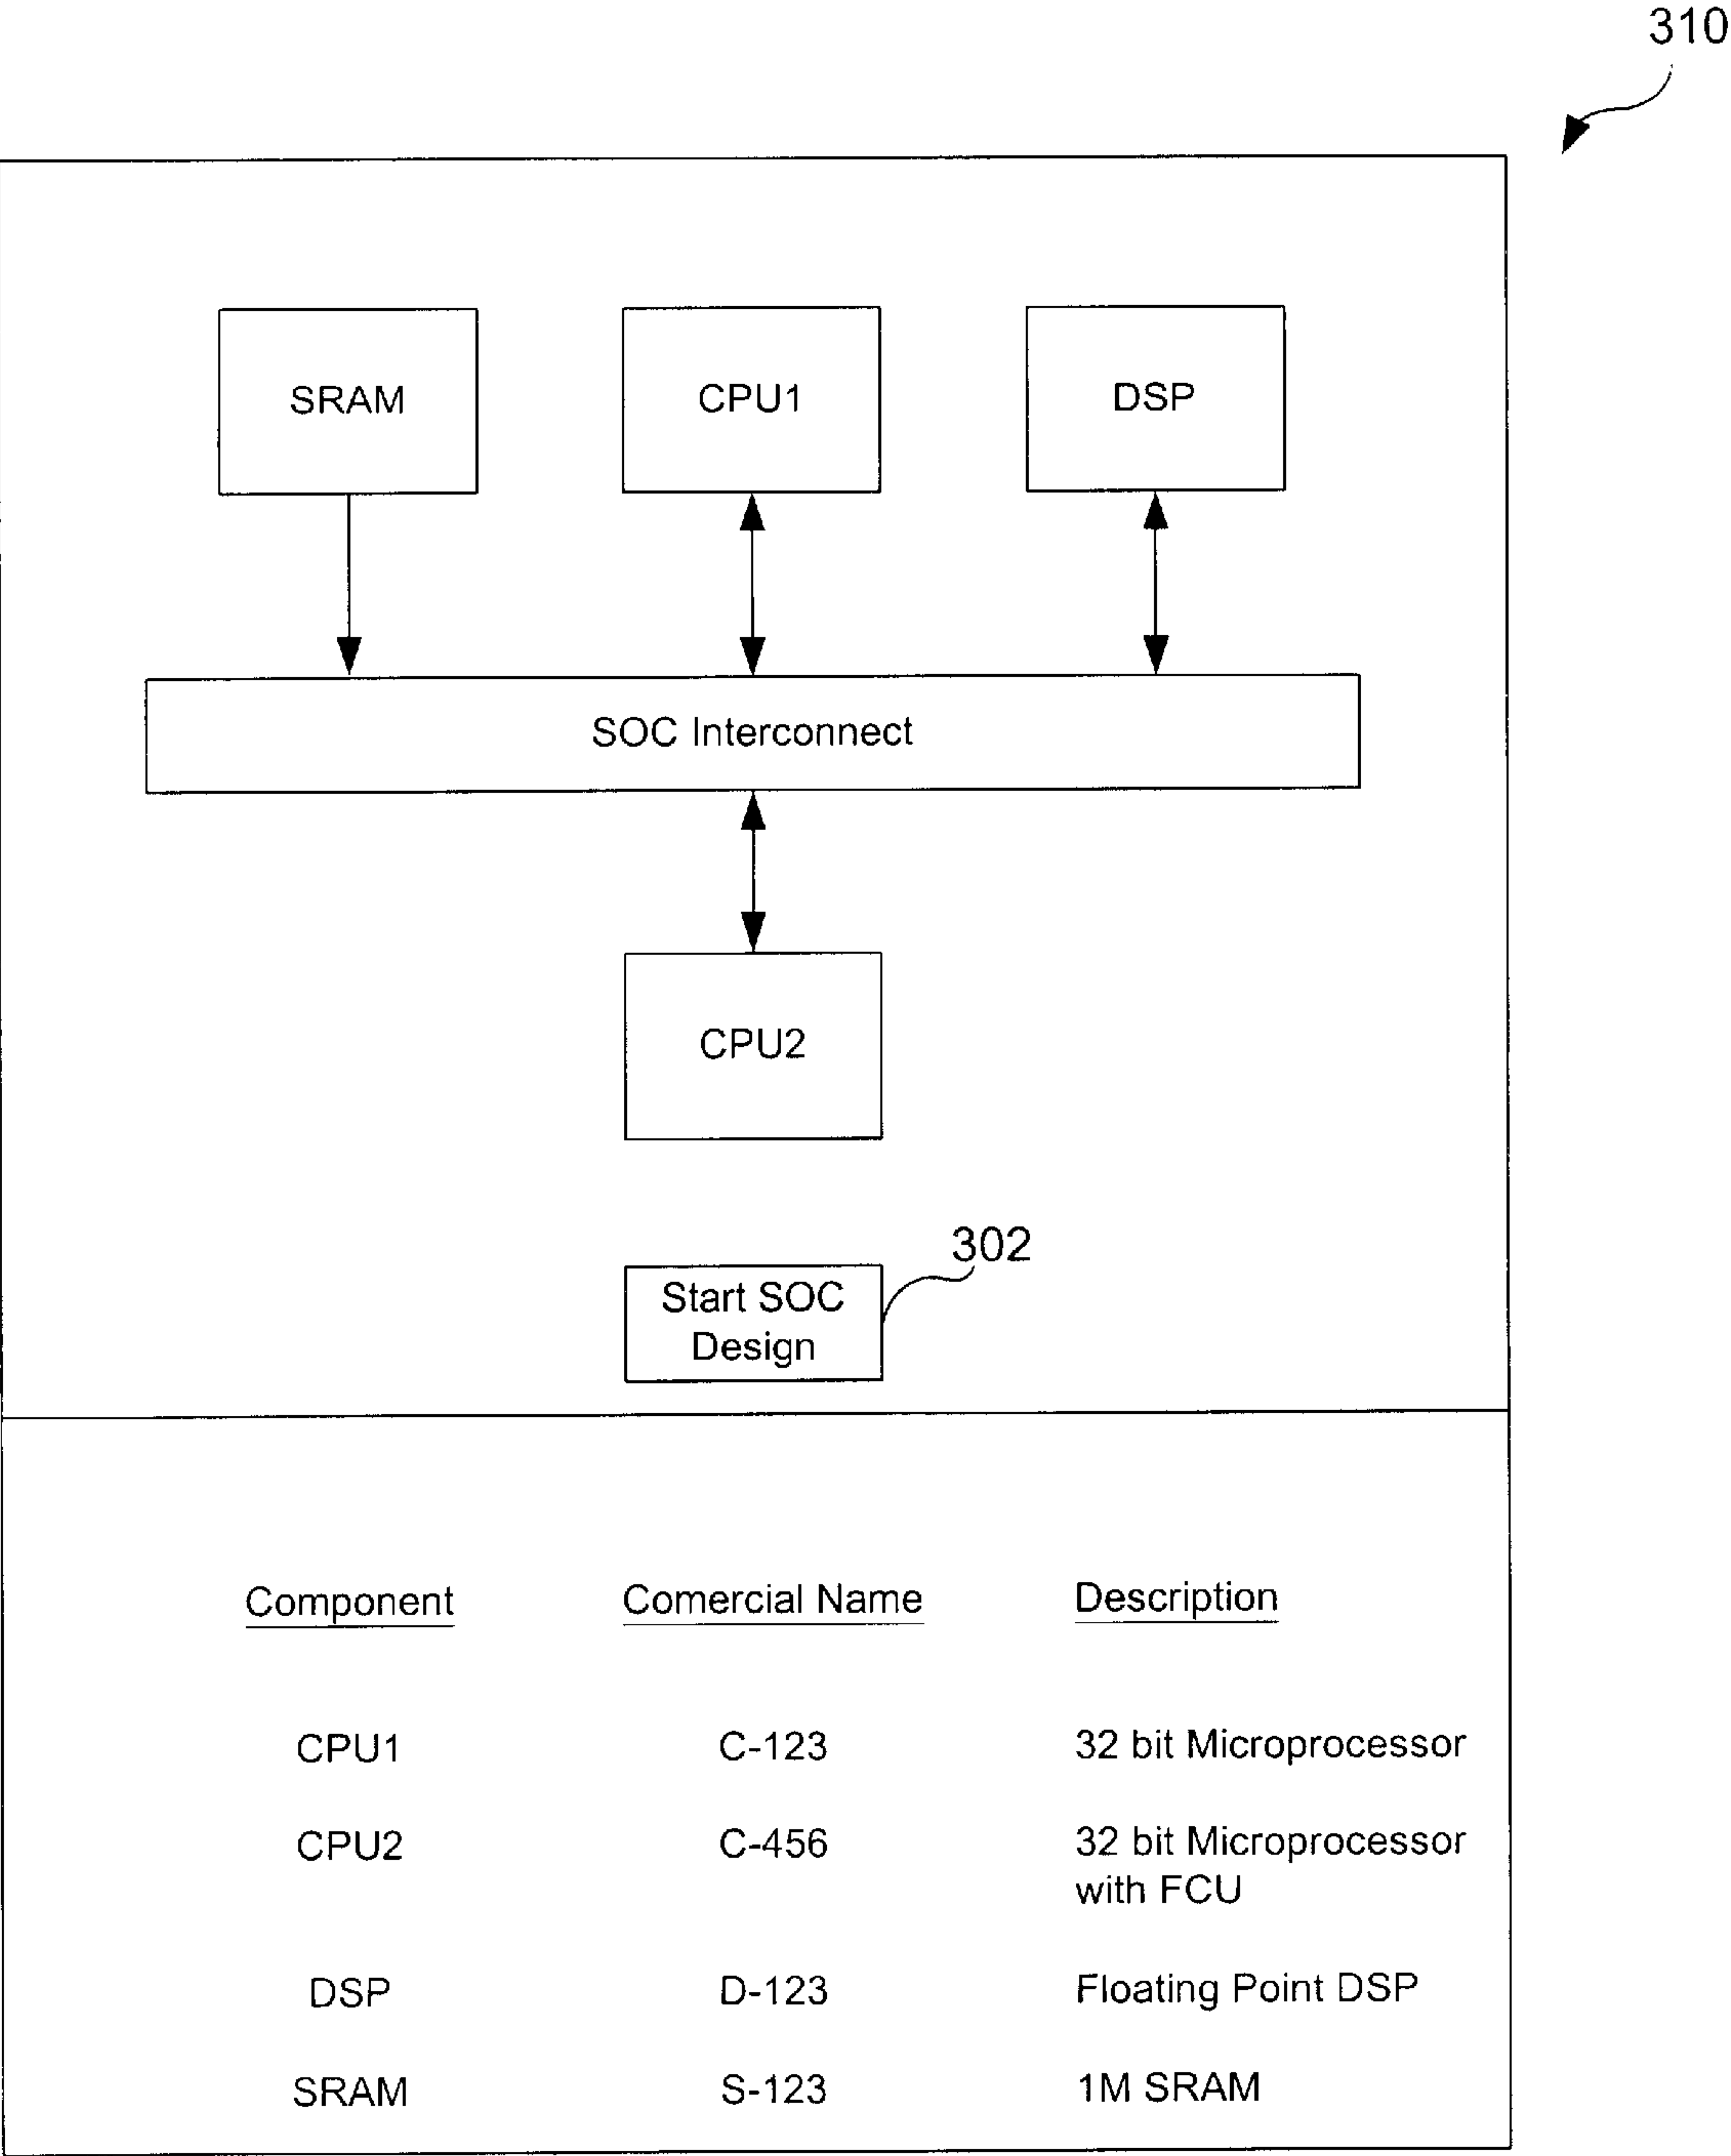 310
SRAM
CPU1
DSP
SOC Interconnect
CPU2
302
Start SOC
Design
Component Comercial Name Description
CPU1 C-123 32 bit Microprocessor
CPU2 C-456 32 bit Microprocessor
with FCU
DSP D-123 Floating Point DSP
SRAM S-123 1M SRAM